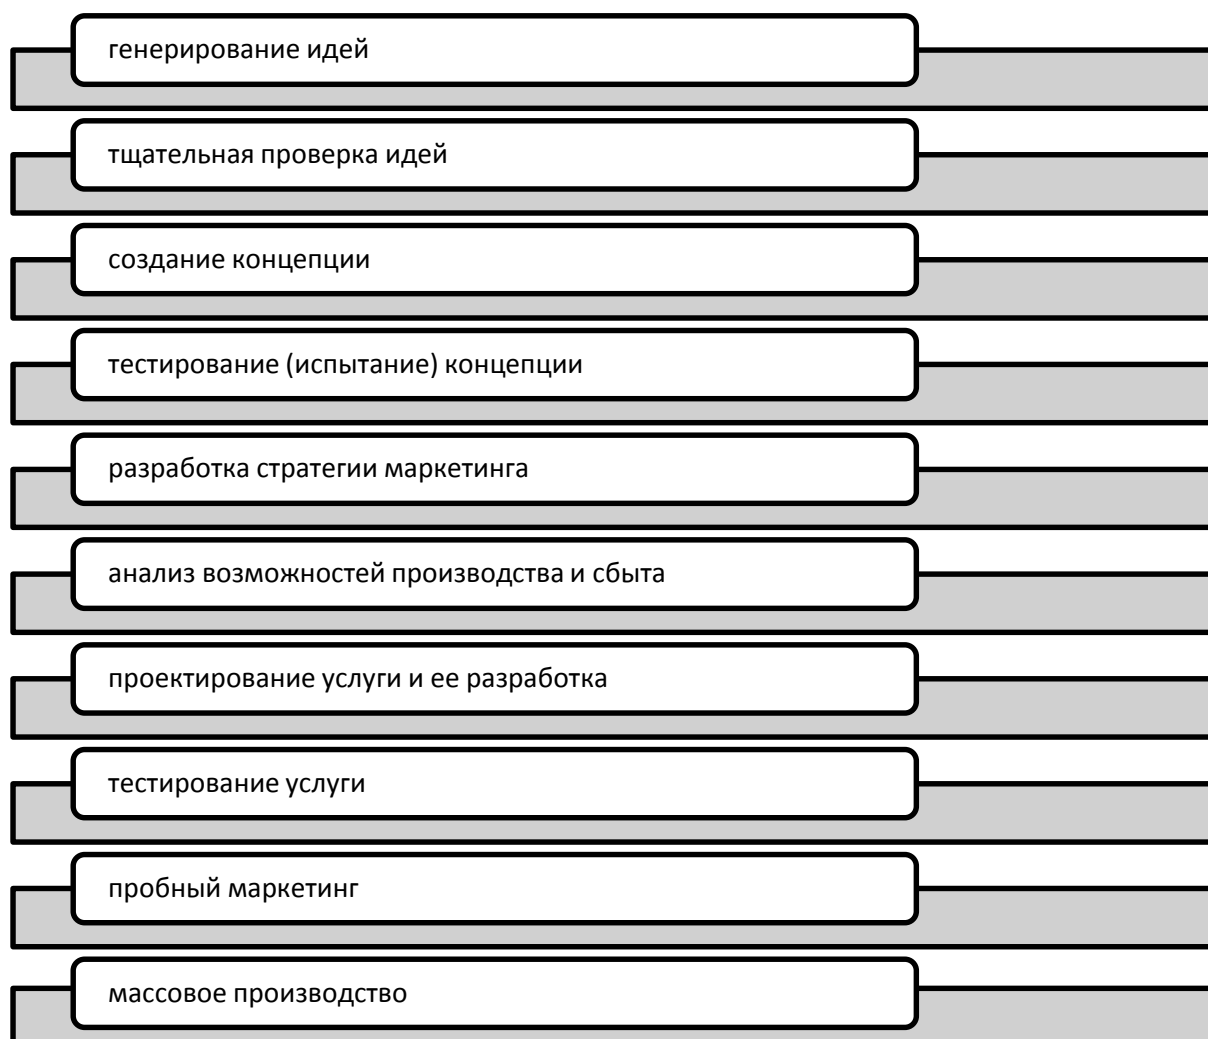 генерирование идей
тщательная проверка идей
создание концепции
тестирование (испытание) концепции
разработка стратегии маркетинга
анализ возможностей производства и сбыта
проектирование услуги и ее разработка
тестирование услуги
пробный маркетинг
массовое производство